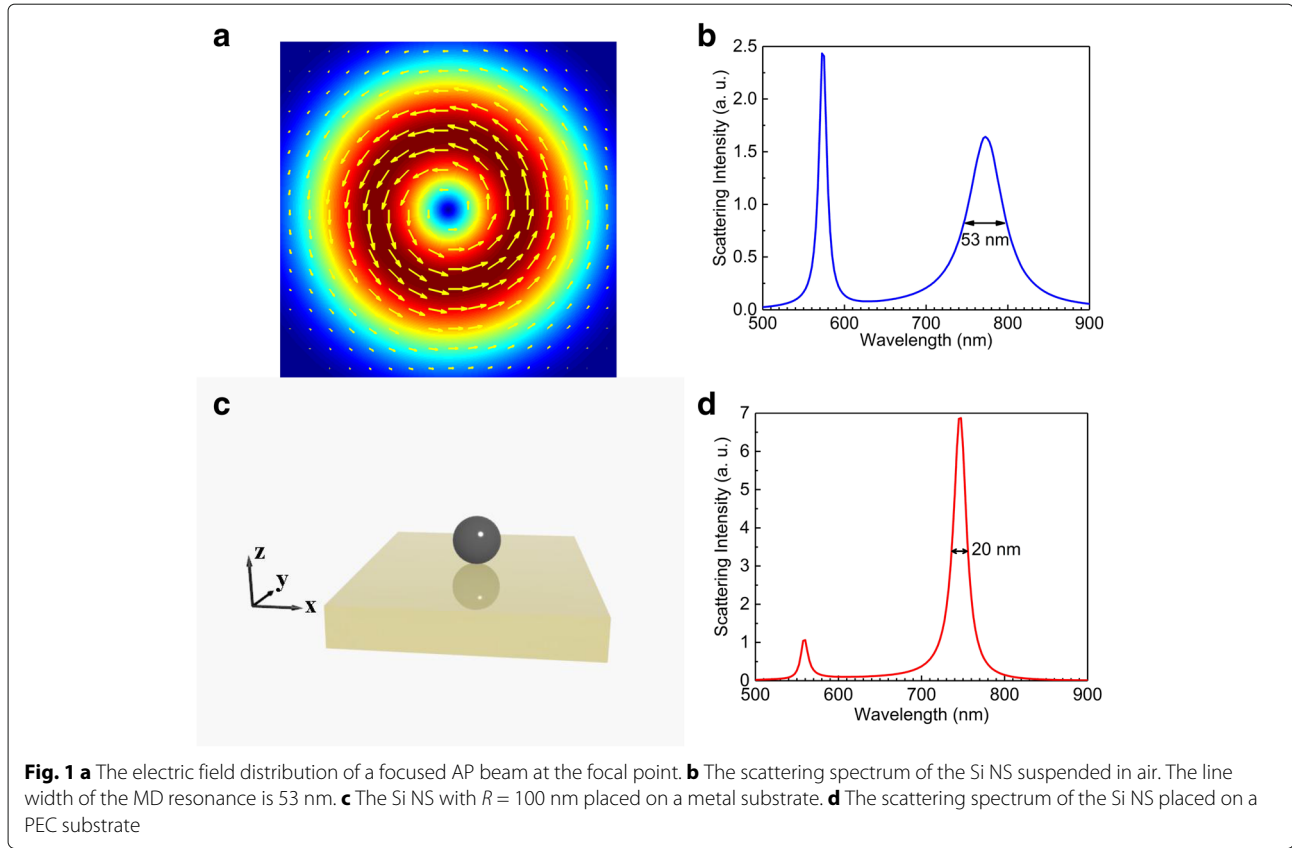 a
b
2.5
2.0
1.5
1.0
0.5
0.0
Scattering Intensity (a. u.)
53 nm
500 600 700 800 900
Wavelength (nm)
c
z
y
x
d
7
6
5
4
3
2
1
0
Scattering Intensity (a. u.)
20 nm
500 600 700 800 900
Wavelength (nm)
Fig. 1 a The electric field distribution of a focused AP beam at the focal point. b The scattering spectrum of the Si NS suspended in air. The line
width of the MD resonance is 53 nm. c The Si NS with R = 100 nm placed on a metal substrate. d The scattering spectrum of the Si NS placed on a
PEC substrate